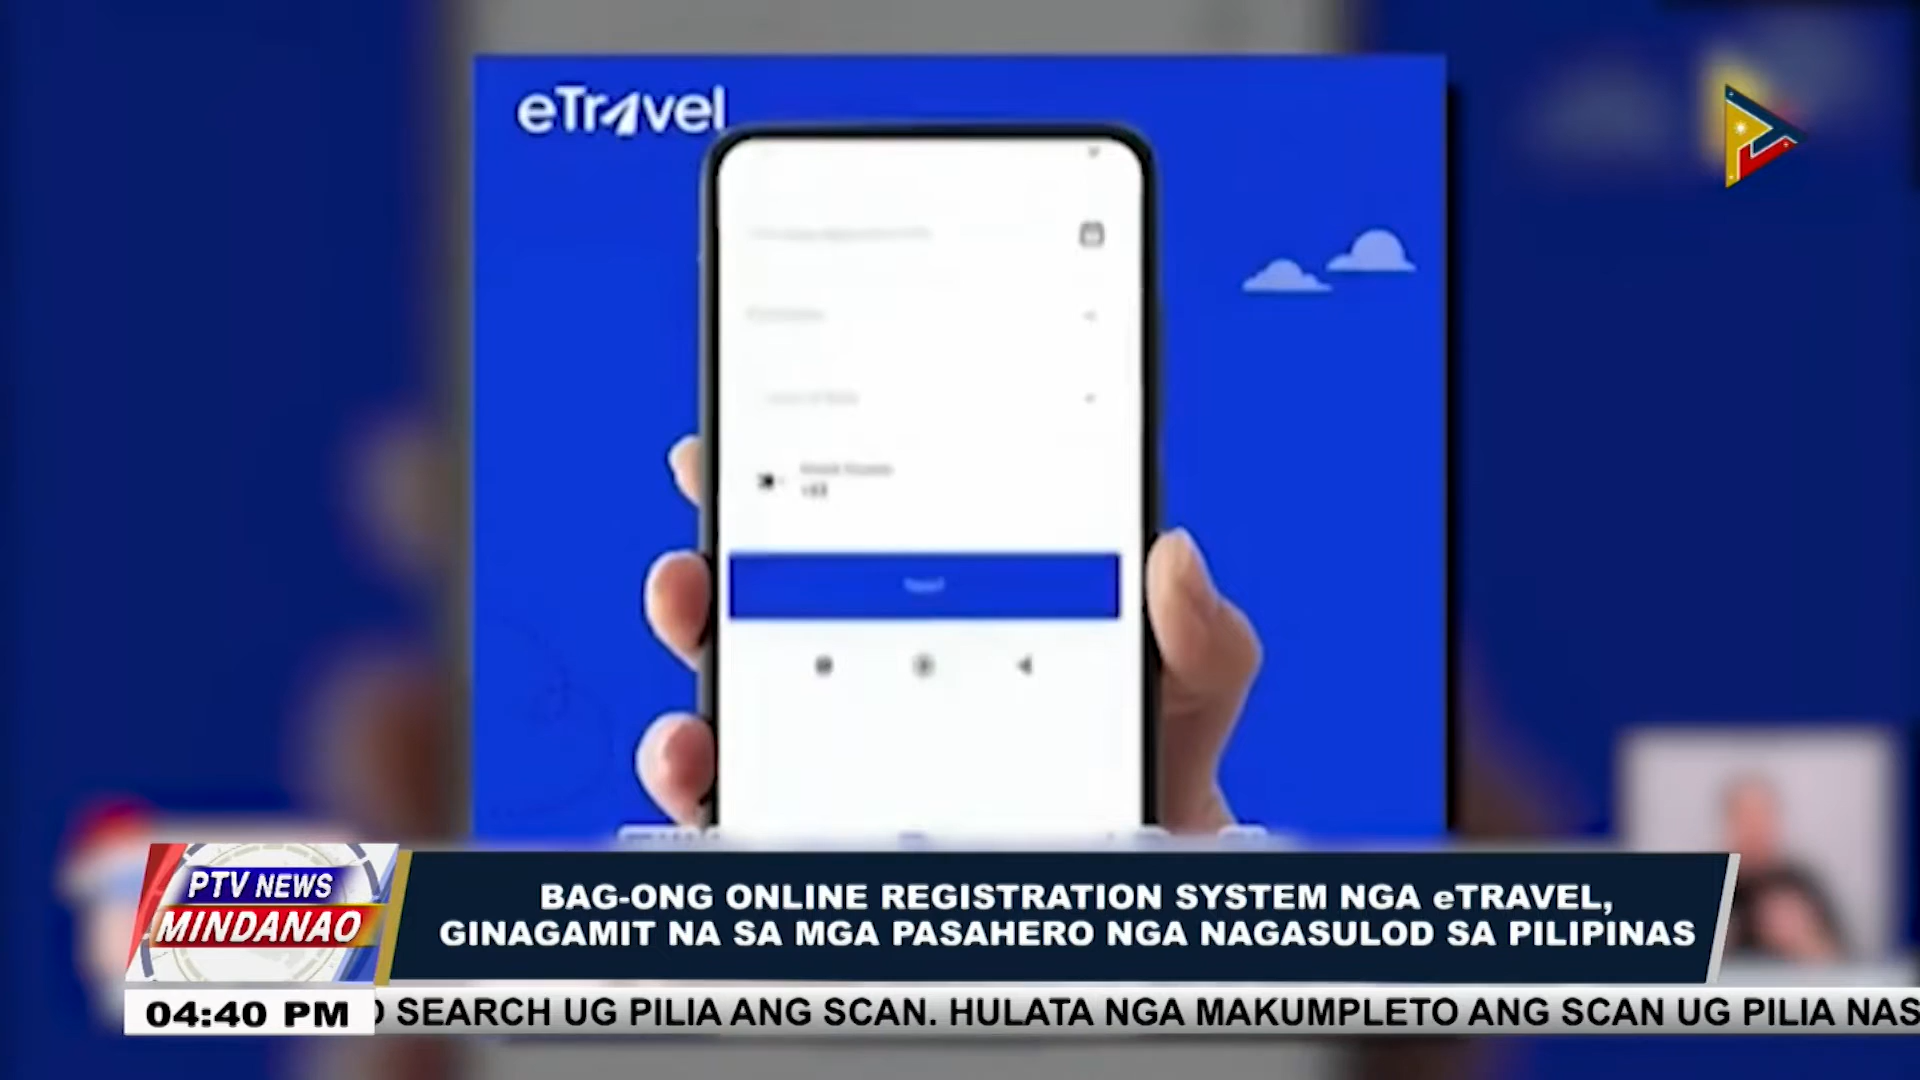 eTravel
PTV NEWS
MINDANAO
BAG-ONG ONLINE REGISTRATION SYSTEM NGA eTRAVEL,
GINAGAMIT NA SA MGA PASAHERO NGA NAGASULOD SA PILIPINAS
04:40 PM
SEARCH UG PILIA ANG SCAN. HULATA NGA MAKUMPLETO ANG SCAN UG PILIA NAS